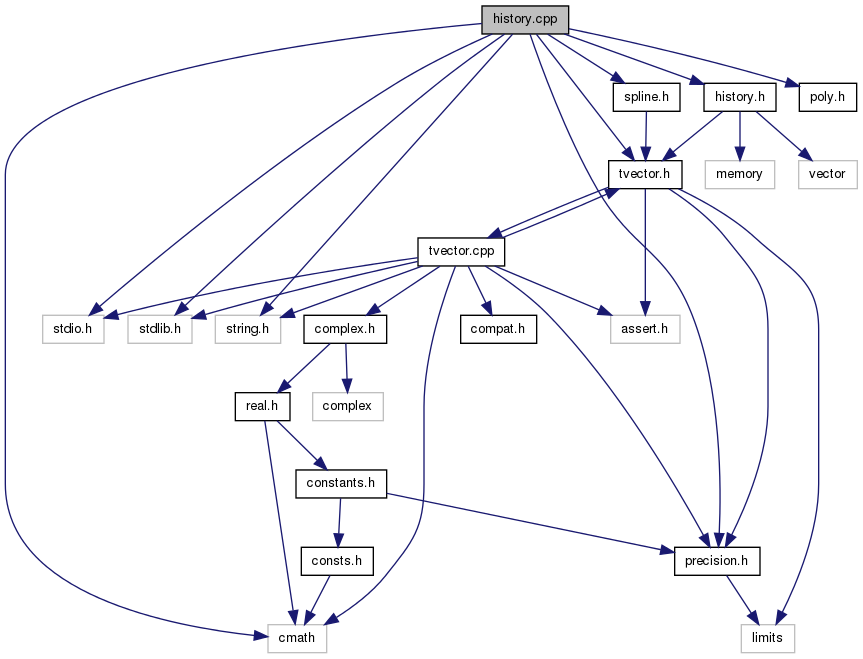 history.cpp
spline.h
history.h
poly.h
tvector.h
memory
vector
tvector.cpp
stdio.h
stdlib.h
string.h
complex.h
compat.h
assert.h
real.h
complex
constants.h
consts.h
precision.h
cmath
limits